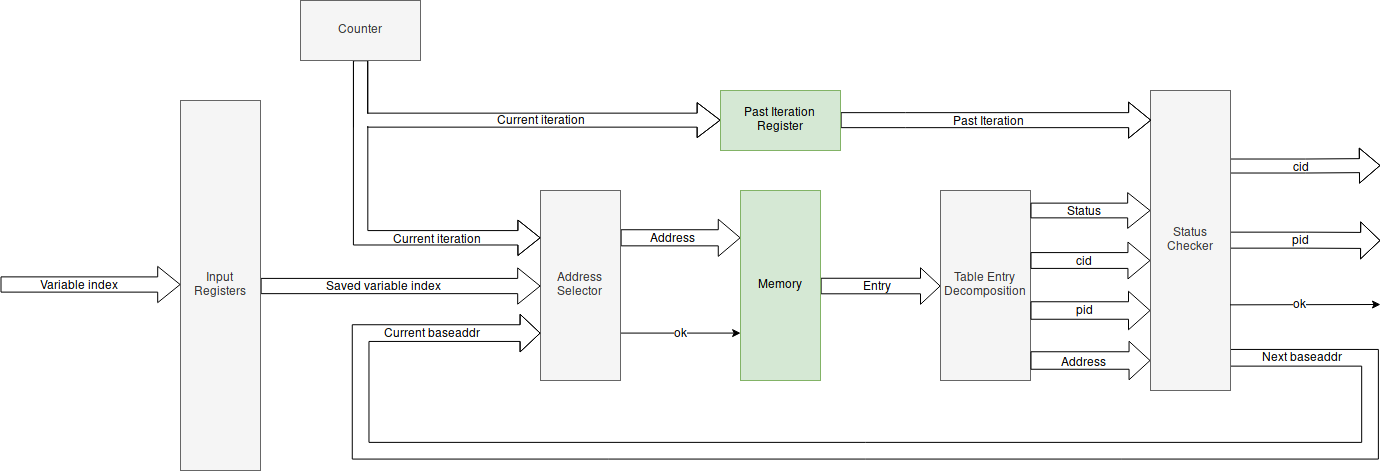 Counter
Current iteration
Past Iteration
Register
Past Iteration
cid
Current iteration
Address
Status
Status
Checker
pid
Variable index
Input
Registers
Saved variable index
Address
Selector
Memory
Entry
Table Entry
Decomposition
cid
pid
ok
Current baseaddr
ok
Address
Next baseaddr